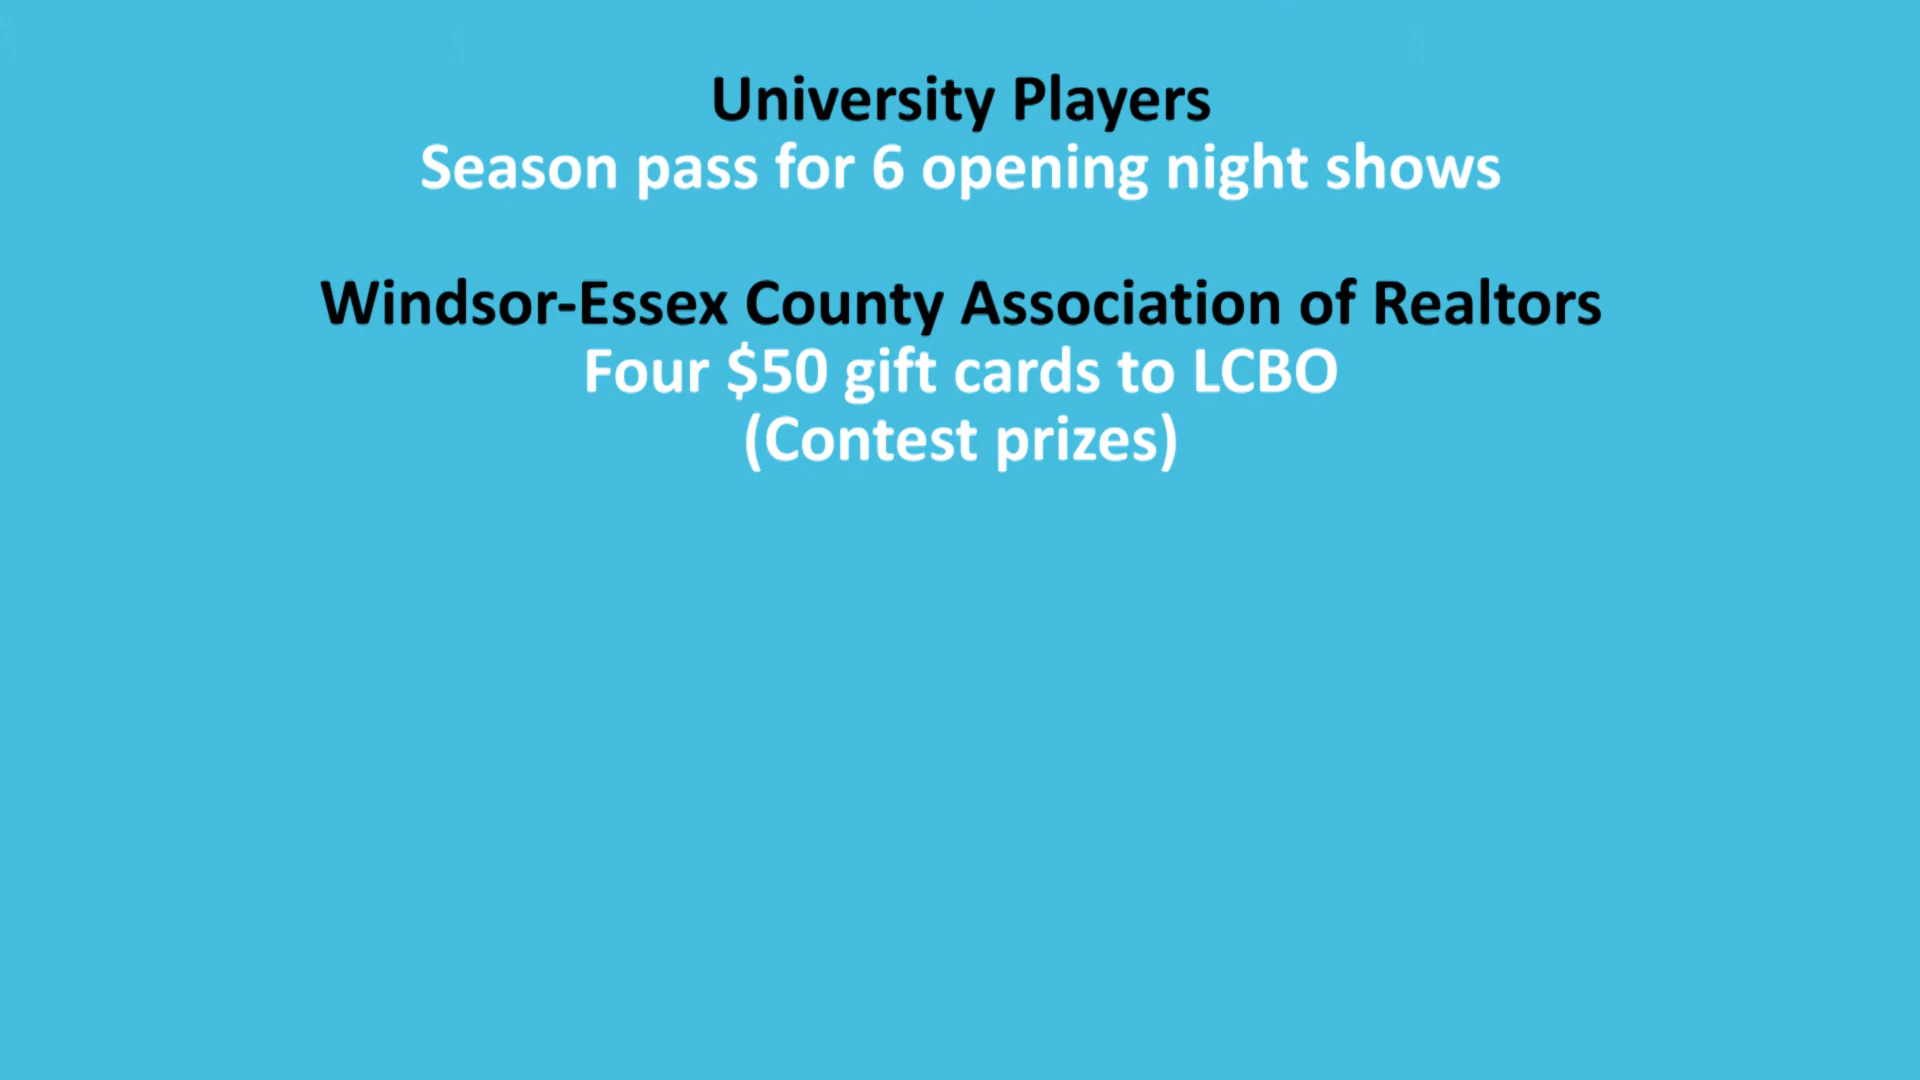 University Players
Season pass for 6 opening night shows
Windsor-Essex County Association of Realtors
Four $50 gift cards to LCBO
(Contest prizes)